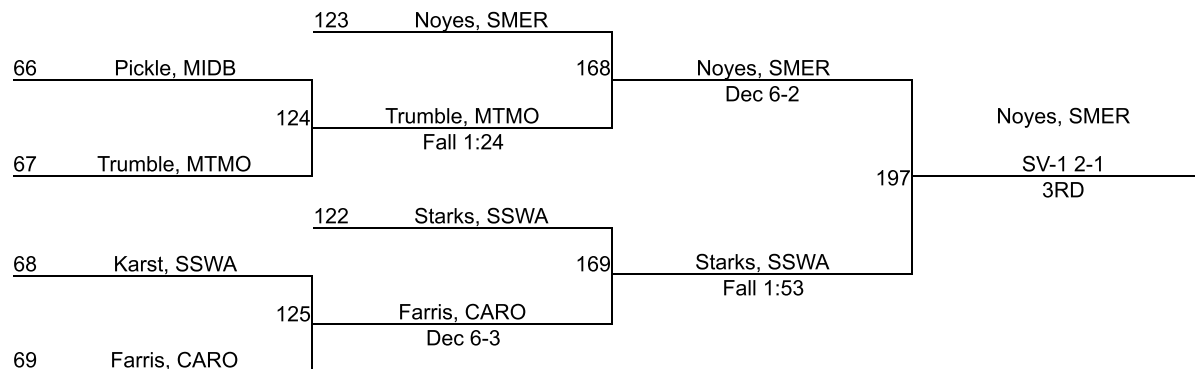 123 Noyes, SMER
66 Pickle, MIDB
168 Noyes, SMER
Dec 6-2
124 Trumble, MTMO
Fall 1:24
Noyes, SMER
67 Trumble, MTMO
197 SV-1 2-1
3RD
122 Starks, SSWA
68 Karst, SSWA
169 Starks, SSWA
Fall 1:53
125 Farris, CARO
Dec 6-3
69 Farris, CARO